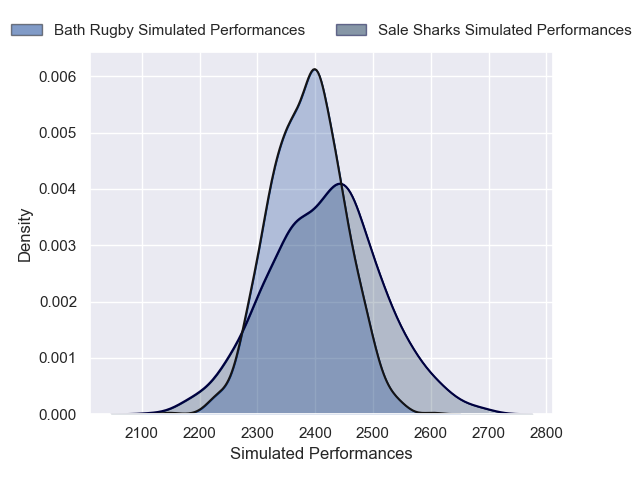 Bath Rugby Simulated Performances
Sale Sharks Simulated Performances
0.006
0.005
0.004
0.003
0.002
0.001
0.000
Density
2100 2200 2300 2400 2500 2600 2700 2800
Simulated Performances